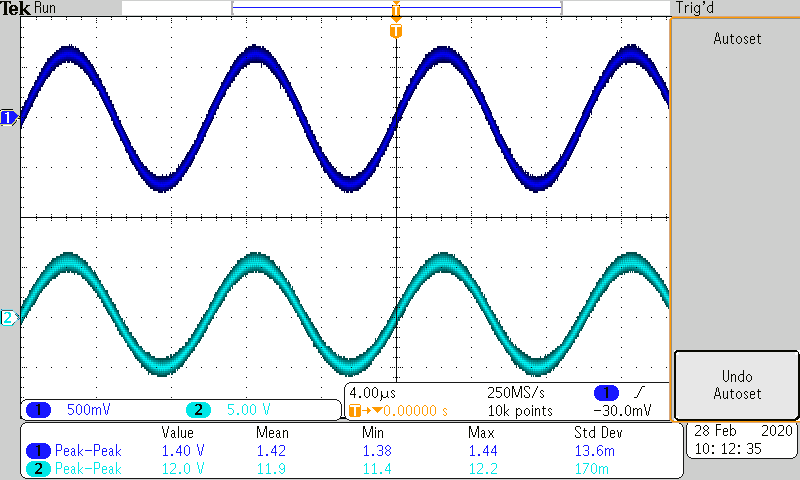 Tek Run Trig'd
T
T
Autoset
1
2
Undo
Autoset
1 500mV 2 5.00 V
4.00µs 250MS/s 1
T→▼0.00000 s 10k points −30.0mV
Value Mean Min Max Std Dev
1 Peak−Peak 1.40 V 1.42 1.38 1.44 13.6m
2 Peak−Peak 12.0 V 11.9 11.4 12.2 170m
28 Feb 2020
10:12:35